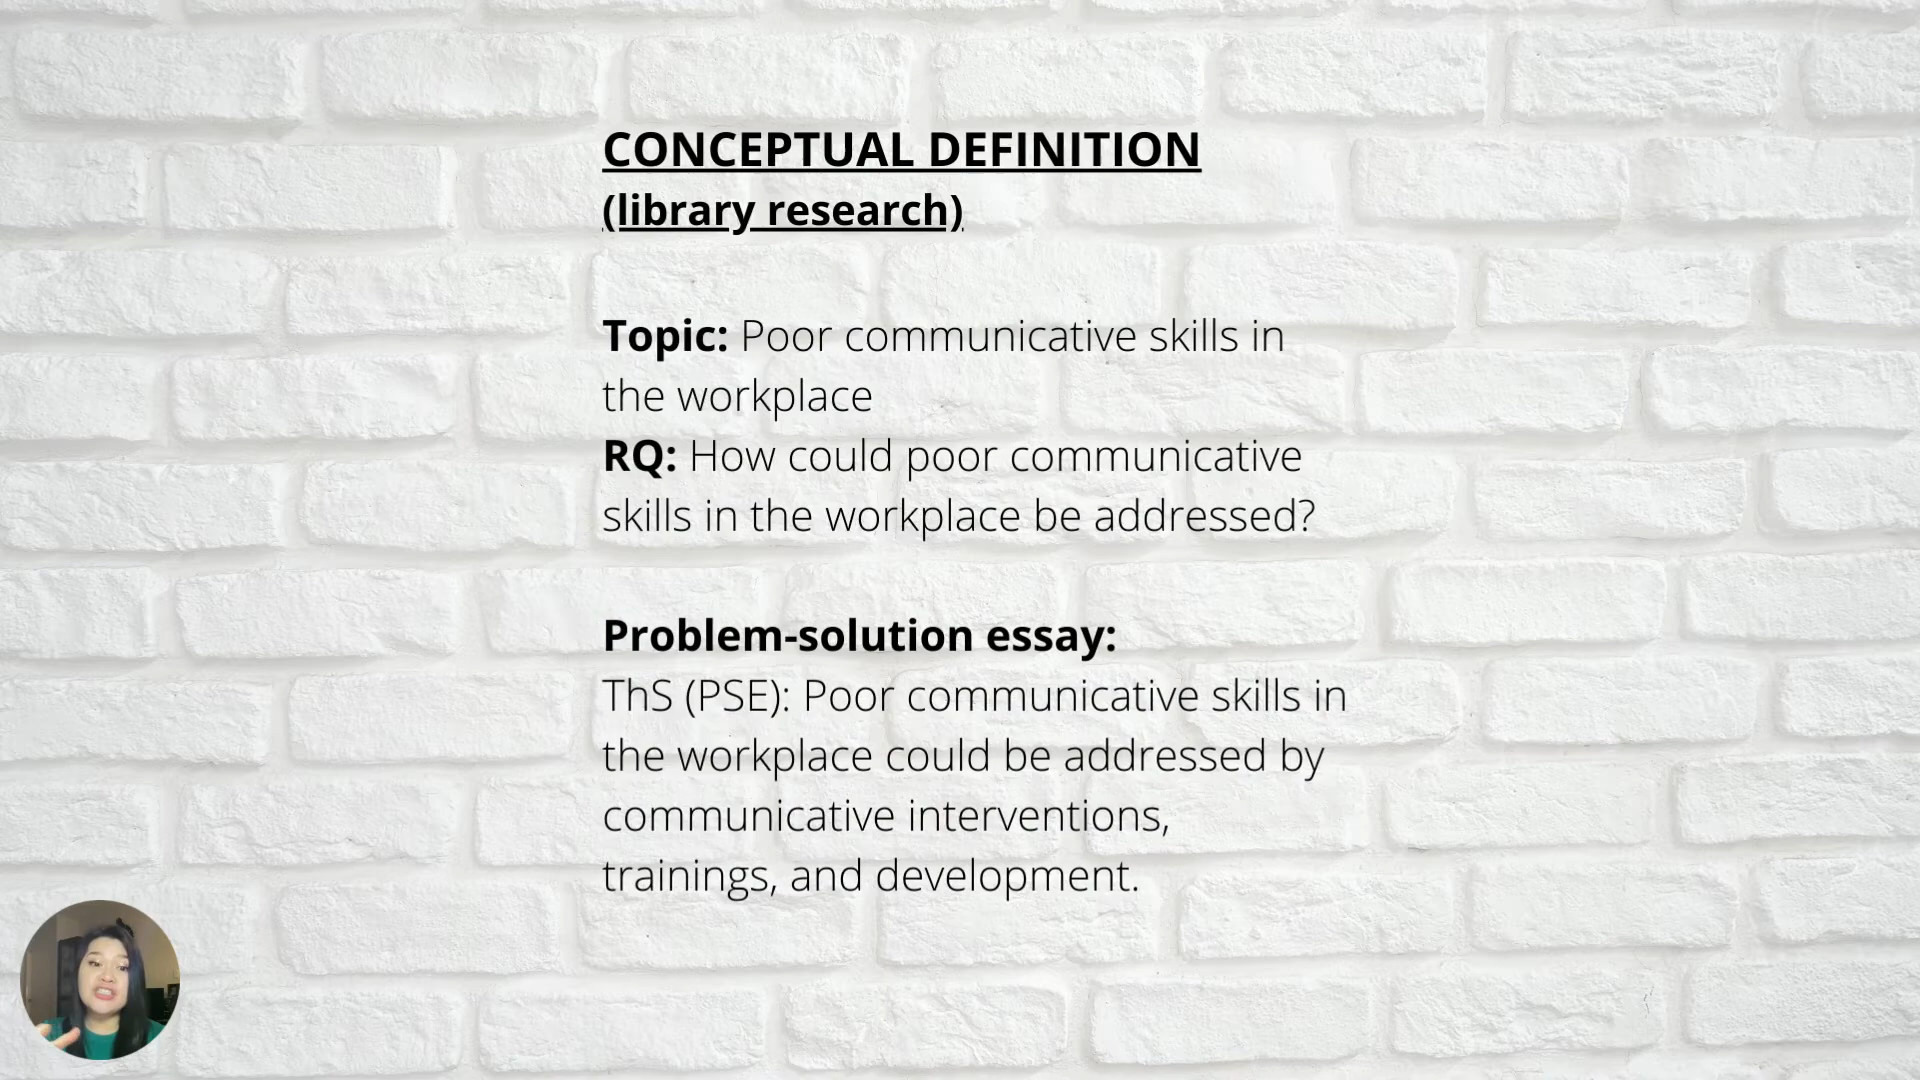 CONCEPTUAL DEFINITION
(library research)
Topic: Poor communicative skills in
the workplace
RQ: How could poor communicative
skills in the workplace be addressed?
Problem-solution essay:
ThS (PSE): Poor communicative skills in
the workplace could be addressed by
communicative interventions,
trainings, and development.